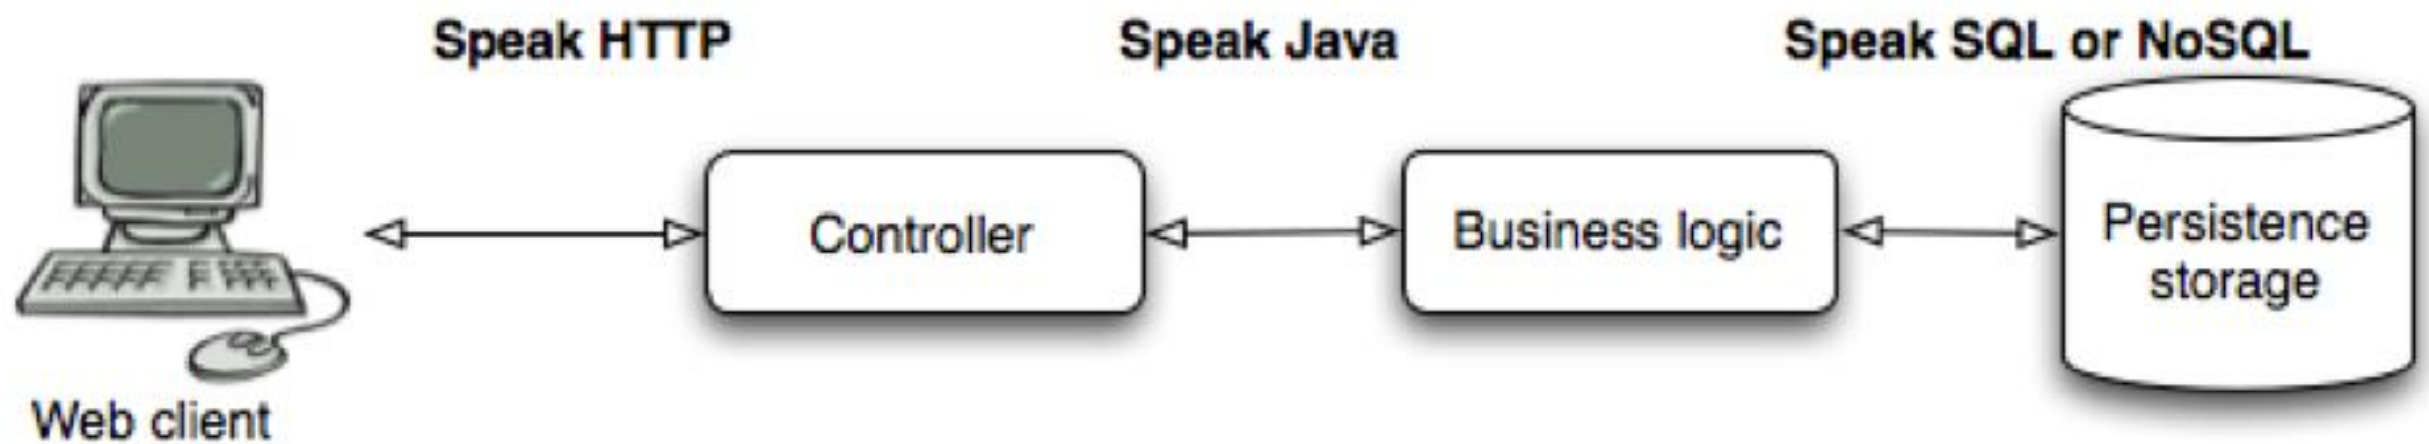 Speak HTTP
Speak Java
Speak SQL or NoSQL
Controller
Business logic
Persistence
storage
Web client